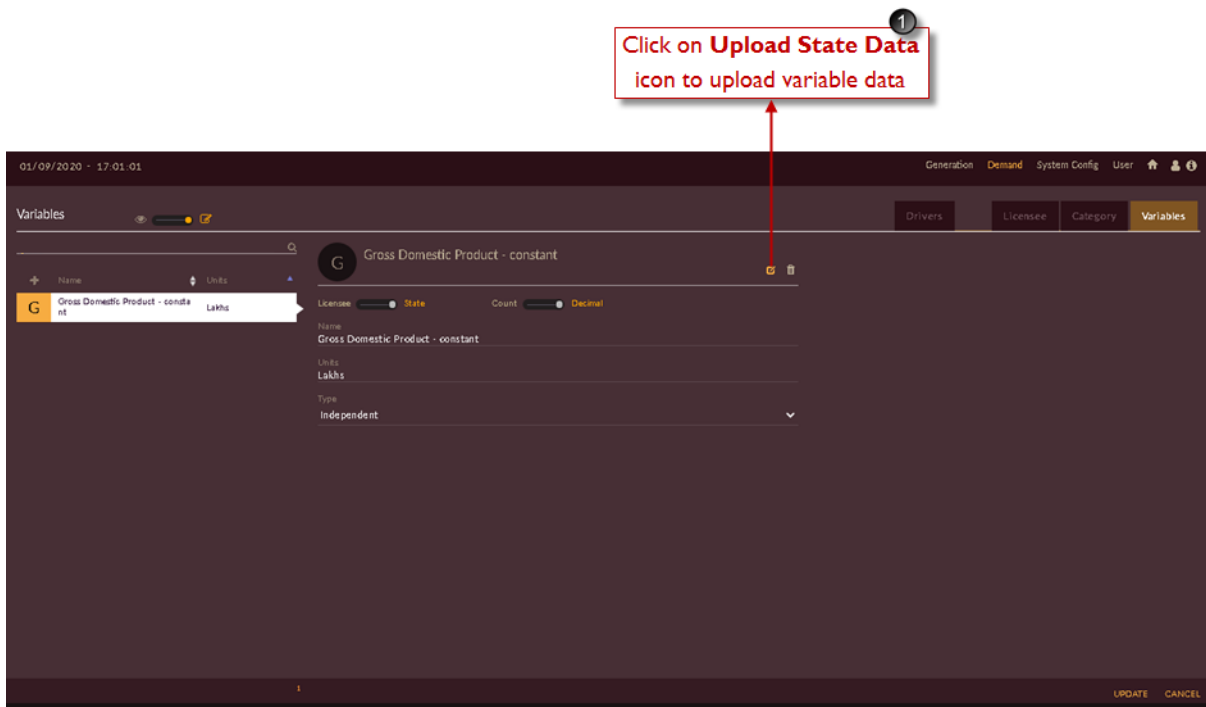 1
Click on Upload State Data
icon to upload variable data
01/09/2020 - 17:01:01
Generation Demand System Config User
Variables
Drivers Licensee Category Variables
G
Gross Domestic Product - constant
Name Units
G
Gross Domestic Product - consta
nt
Lakhs
Licensee State Count Decimal
Name
Gross Domestic Product - constant
Units
Lakhs
Type
Independent
1
UPDATE CANCEL